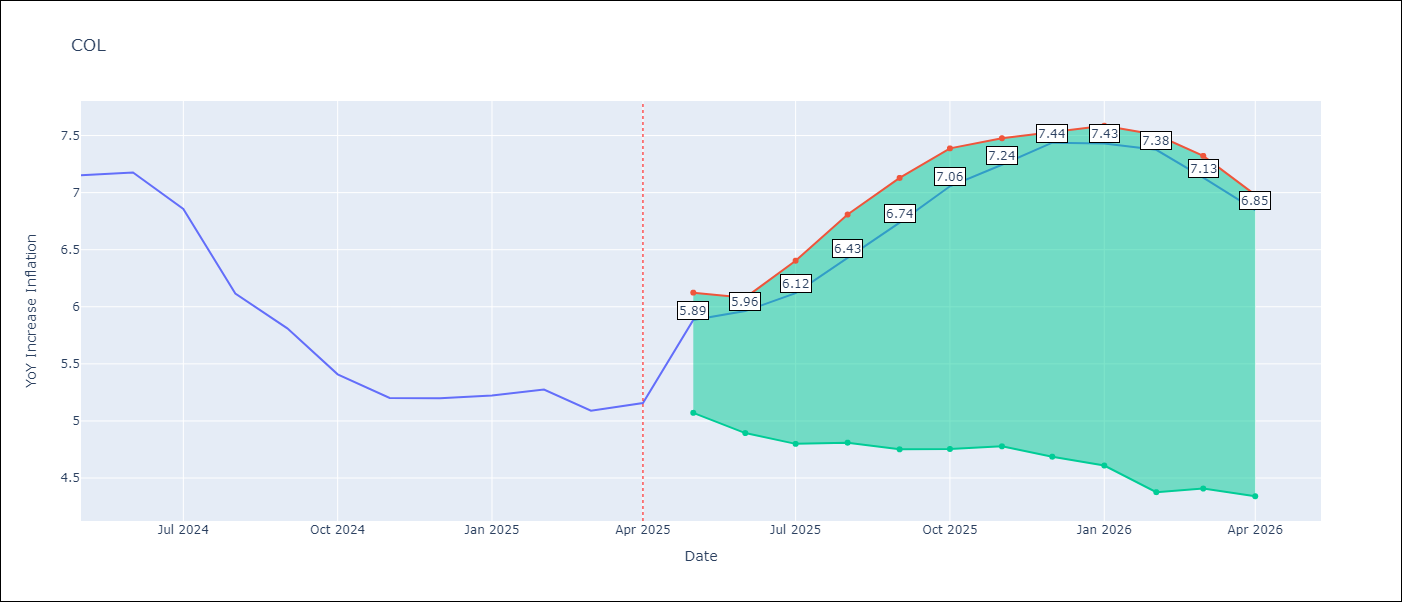 COL
YoY Increase Inflation
7.5
7
6.5
6
5.5
5
4.5
5.89
5.96
6.12
6.43
6.74
7.06
7.24
7.44
7.43
7.38
7.13
6.85
Jul 2024
Oct 2024
Jan 2025
Apr 2025
Jul 2025
Oct 2025
Jan 2026
Apr 2026
Date